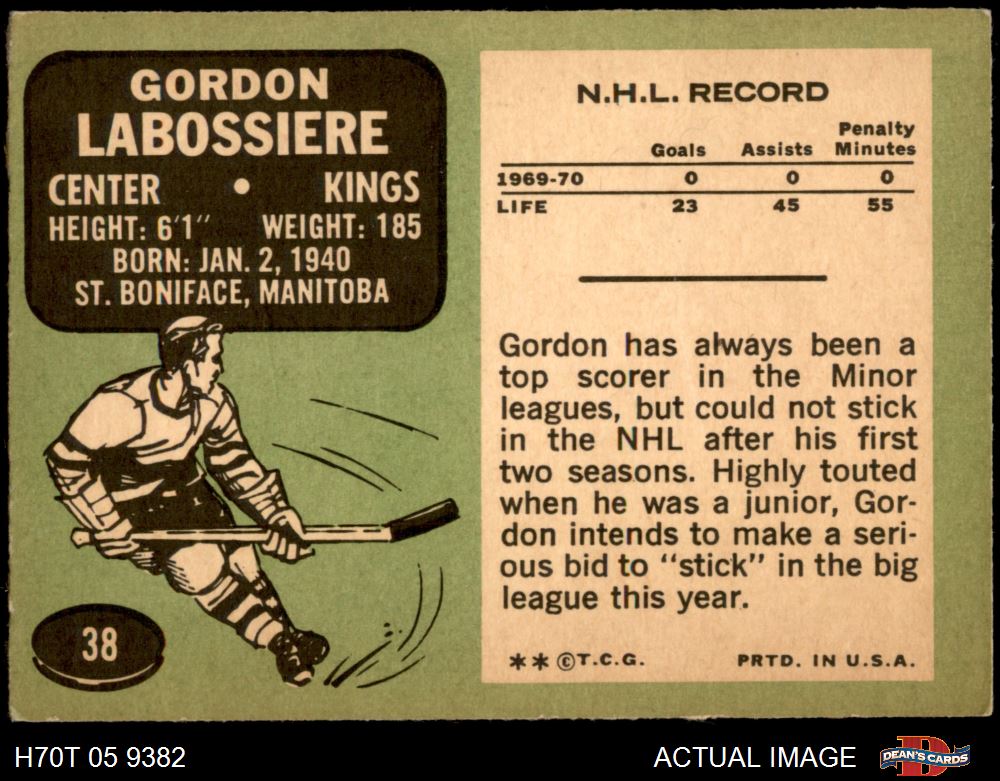 GORDON
LABOSSIERE
CENTER • KINGS
HEIGHT: 6'1" WEIGHT: 185
BORN: JAN. 2, 1940
ST. BONIFACE, MANITOBA
38
N.H.L. RECORD
Goals Assists Penalty Minutes
1969-70 0 0 0
LIFE 23 45 55
Gordon has always been a
top scorer in the Minor
leagues, but could not stick
in the NHL after his first
two seasons. Highly touted
when he was a junior, Gor-
don intends to make a seri-
ous bid to "stick" in the big
league this year.
** ©T.C.G. PRTD. IN U.S.A.
H70T 05 9382 ACTUAL IMAGE DEAN'S CARDS